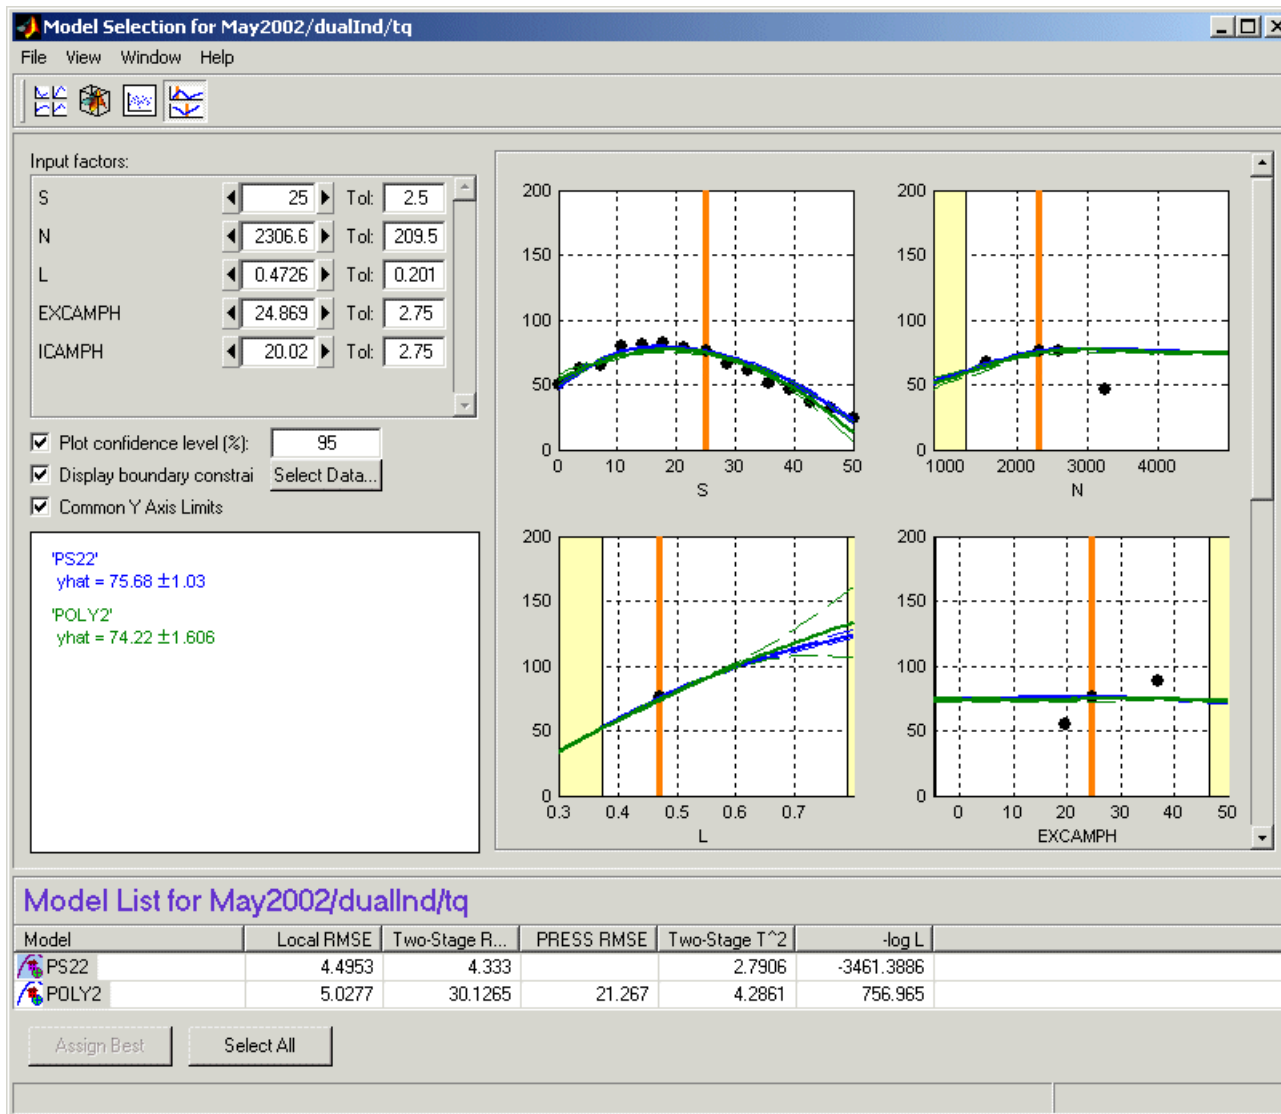 Model Selection for May2002/dualInd/tq
File View Window Help
Input factors:
S 25 Tol: 2.5
N 2306.6 Tol: 209.5
L 0.4726 Tol: 0.201
EXCAMPH 24.869 Tol: 2.75
ICAMPH 20.02 Tol: 2.75
Plot confidence level (%): 95
Display boundary constrai Select Data...
Common Y Axis Limits
'PS22'
yhat = 75.68 ±1.03
'POLY2'
yhat = 74.22 ±1.606
200
150
100
50
0
0 10 20 30 40 50
S
200
150
100
50
0
1000 2000 3000 4000
N
200
150
100
50
0
0.3 0.4 0.5 0.6 0.7
L
200
150
100
50
0
0 10 20 30 40 50
EXCAMPH
Model List for May2002/dualInd/tq
Model Local RMSE Two-Stage R... PRESS RMSE Two-Stage T^2 -log L
PS22 4.4953 4.333 2.7906 -3461.3886
POLY2 5.0277 30.1265 21.267 4.2861 756.965
Assign Best Select All